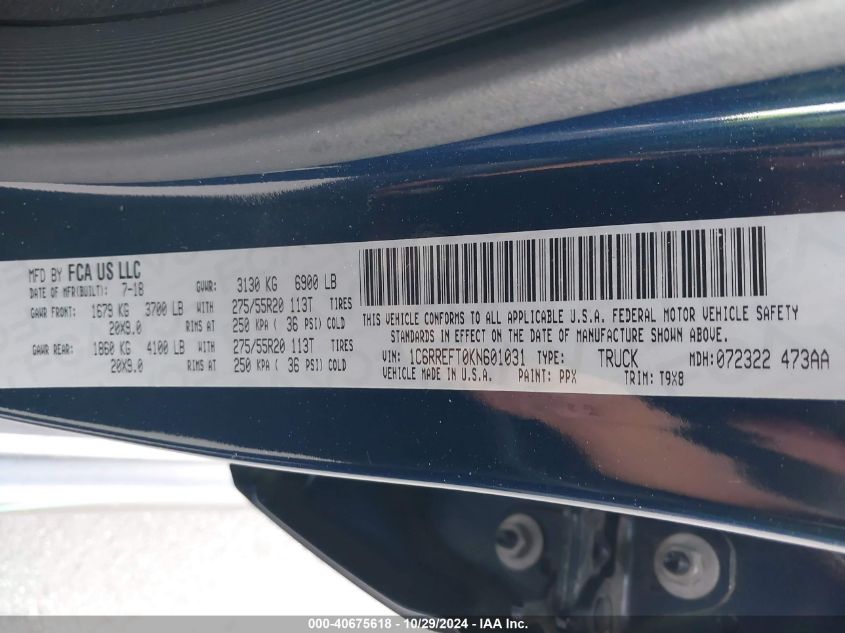 MFD BY FCA US LLC
DATE OF MFR(BUILT): 7-18 GVWR: 3130 KG 6900 LB
GAWR FRONT: 1679 KG 3700 LB WITH 275/55R20 113T TIRES
20X9.0 RIMS AT 250 KPA ( 36 PSI) COLD
GAWR REAR: 1860 KG 4100 LB WITH 275/55R20 113T TIRES
20X9.0 RIMS AT 250 KPA ( 36 PSI) COLD
THIS VEHICLE CONFORMS TO ALL APPLICABLE U.S.A. FEDERAL MOTOR VEHICLE SAFETY
STANDARDS IN EFFECT ON THE DATE OF MANUFACTURE SHOWN ABOVE.
VIN: 1C6RREFT0KN601031 TYPE: TRUCK MDH: 072322 473AA
VEHICLE MADE IN U.S.A. PAINT: PPX TRIM: T9X8
000-40675618 - 10/29/2024 - IAA Inc.